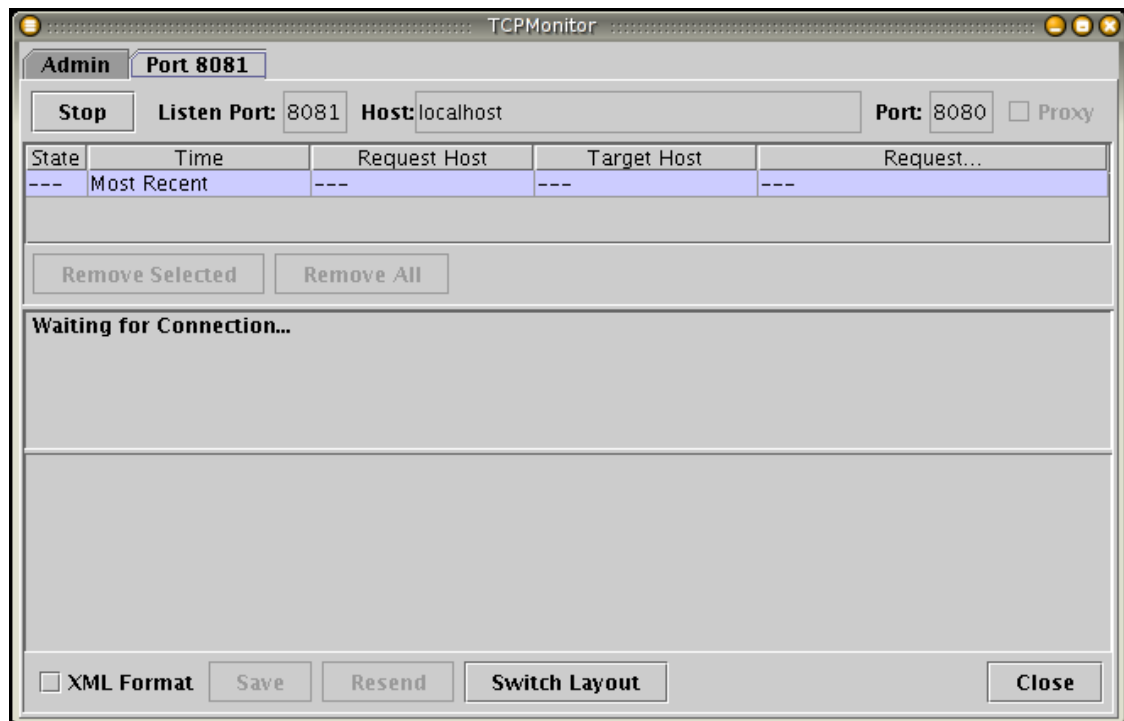 TCPMonitor
Admin Port 8081
Stop Listen Port: 8081 Host: localhost Port: 8080 Proxy
State Time Request Host Target Host Request...
--- Most Recent --- --- ---
Remove Selected Remove All
Waiting for Connection...
XML Format Save Resend Switch Layout Close